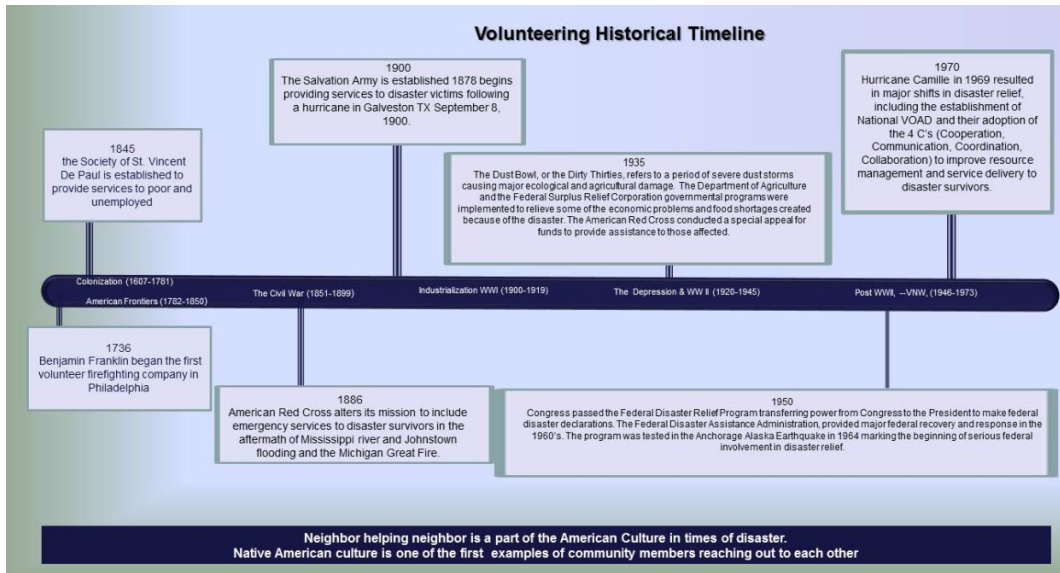 Volunteering Historical Timeline
1900
The Salvation Army is established 1878 begins
providing services to disaster victims following
a hurricane in Galveston TX September 8,
1900.
1970
Hurricane Camille in 1969 resulted
in major shifts in disaster relief,
including the establishment of
National VOAD and their adoption of
the 4 C's (Cooperation,
Communication, Coordination,
Collaboration) to improve resource
management and service delivery to
disaster survivors.
1845
the Society of St. Vincent
De Paul is established to
provide services to poor and
unemployed
1935
The Dust Bowl, or the Dirty Thirties, refers to a period of severe dust storms
causing major ecological and agricultural damage. The Department of Agriculture
and the Federal Surplus Relief Corporation governmental programs were
implemented to relieve some of the economic problems and food shortages created
because of the disaster. The American Red Cross conducted a special appeal for
funds to provide assistance to those affected.
Colonization (1607-1781)
American Frontiers (1782-1850)
The Civil War (1851-1899)
Industrialization WWI (1900-1919)
The Depression & WW II (1920-1945)
Post WWII, –VNW, (1946-1973)
1736
Benjamin Franklin began the first
volunteer firefighting company in
Philadelphia
1886
American Red Cross alters its mission to include
emergency services to disaster survivors in the
aftermath of Mississippi river and Johnstown
flooding and the Michigan Great Fire.
1950
Congress passed the Federal Disaster Relief Program transferring power from Congress to the President to make federal
disaster declarations. The Federal Disaster Assistance Administration, provided major federal recovery and response in the
1960's. The program was tested in the Anchorage Alaska Earthquake in 1964 marking the beginning of serious federal
involvement in disaster relief.
Neighbor helping neighbor is a part of the American Culture in times of disaster.
Native American culture is one of the first examples of community members reaching out to each other